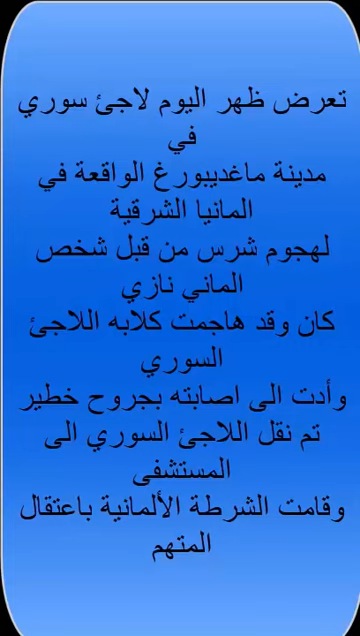 تعرض ظهر اليوم لاجئ سوري
في
مدينة ماغديبورغ الواقعة في
المانيا الشرقية
لهجوم شرس من قبل شخص
الماني نازي
كان وقد هاجمت كلابه اللاجئ
السوري
وأدت الى اصابته بجروح خطير
تم نقل اللاجئ السوري الى
المستشفى
وقامت الشرطة الألمانية باعتقال
المتهم